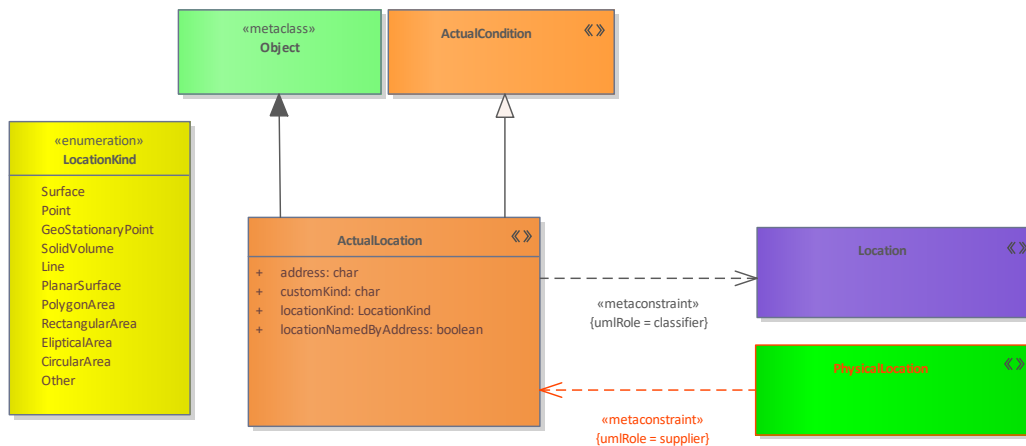 «metaclass»
Object
ActualCondition
«»
«enumeration»
LocationKind
Surface
Point
GeoStationaryPoint
SolidVolume
Line
PlanarSurface
PolygonArea
RectangularArea
ElipticalArea
CircularArea
Other
ActualLocation
«»
+ address: char
+ customKind: char
+ locationKind: LocationKind
+ locationNamedByAddress: boolean
Location
«»
«metaconstraint»
{umlRole = classifier}
PhysicalLocation
«»
«metaconstraint»
{umlRole = supplier}